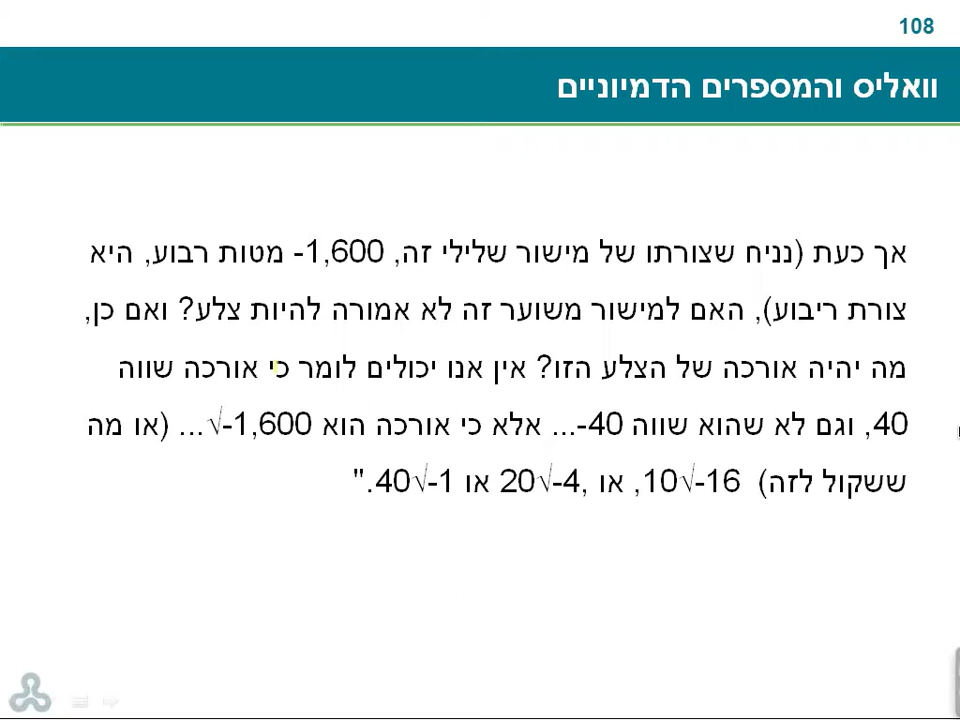 108
וואליס והמספרים הדמיוניים
אך כעת (נניח שצורתו של מישור שלילי זה, 1,600- מטות רבוע, היא
צורת ריבוע), האם למישור משוער זה לא אמורה להיות צלע? ואם כן,
מה יהיה אורכה של הצלע הזו? אין אנו יכולים לומר כי אורכה שווה
40, וגם לא שהוא שווה 40-... אלא כי אורכה הוא √-1,600... (או מה
ששקול לזה) 10√-16, או ,20√-4 או 40√-1."